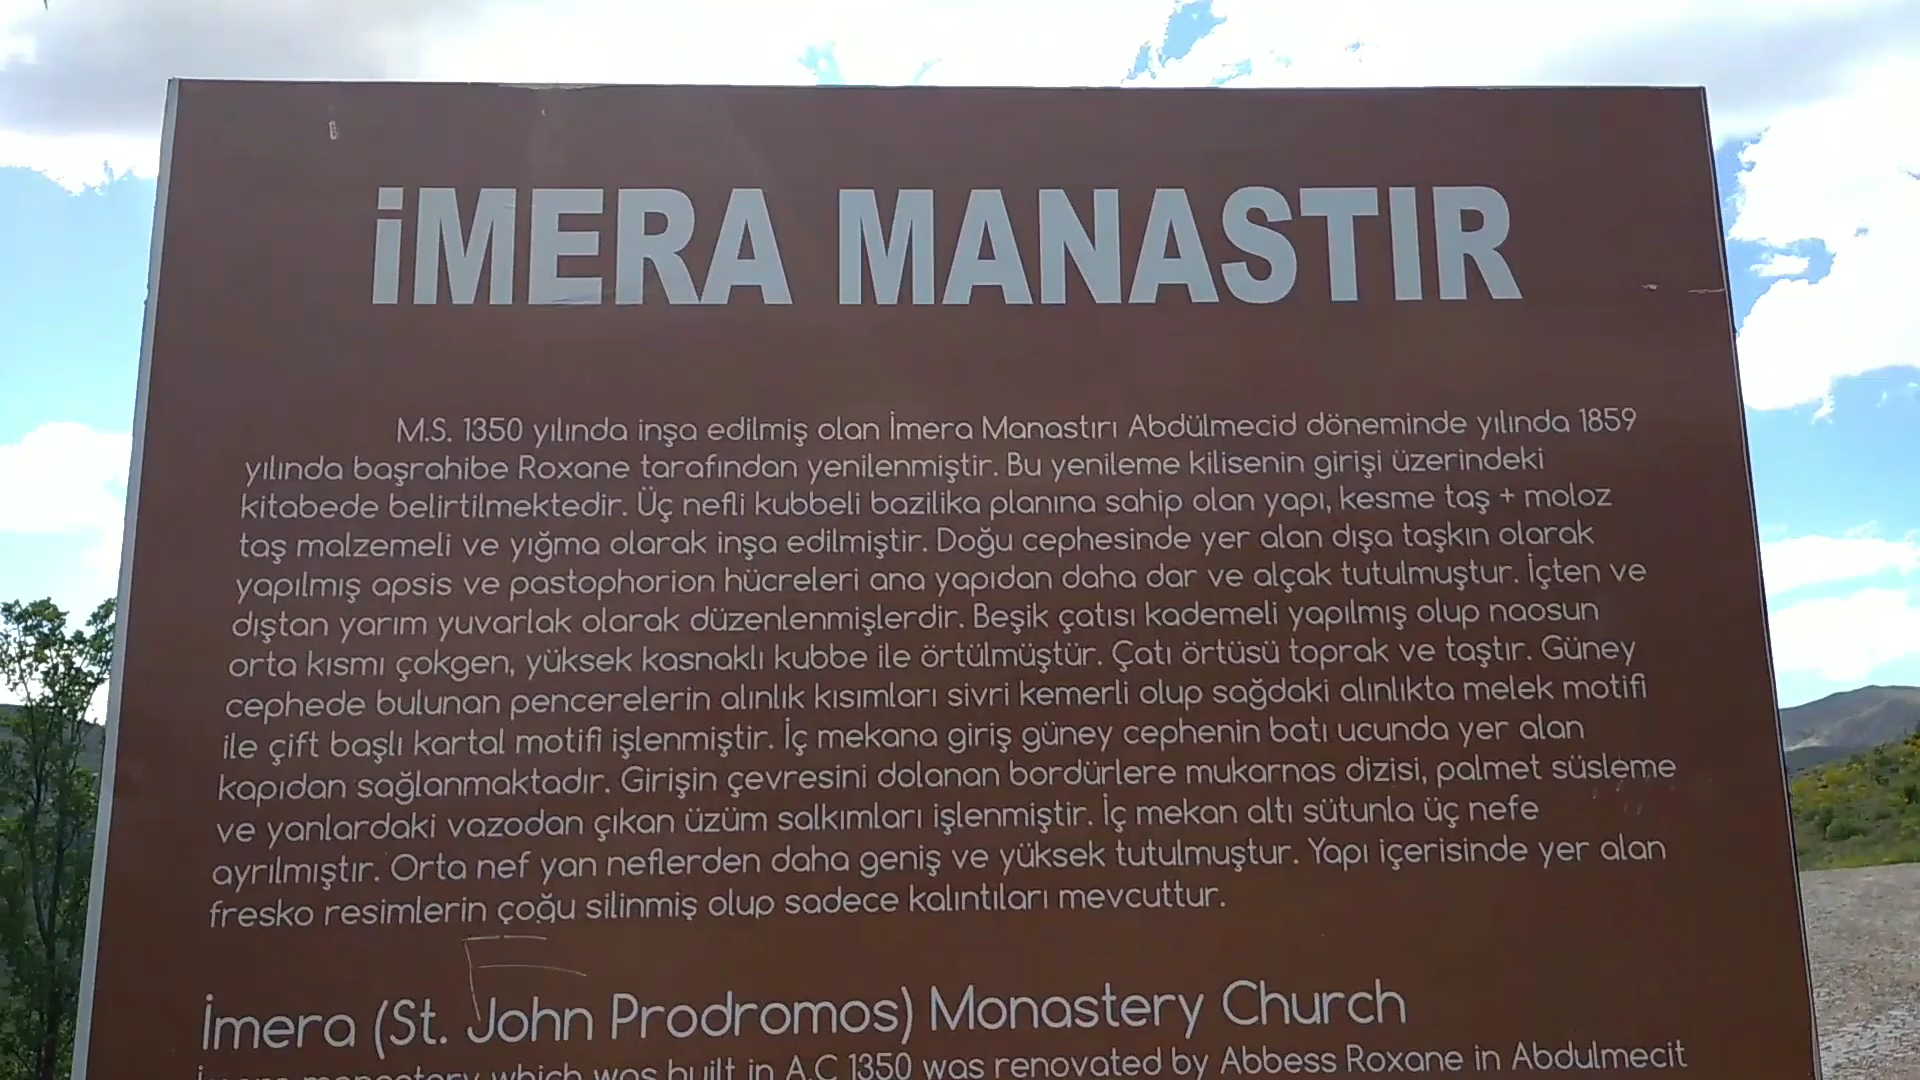 İMERA MANASTIR
M.S. 1350 yılında inşa edilmiş olan İmera Manastırı Abdülmecid döneminde yılında 1859
yılında başrahibe Roxane tarafından yenilenmiştir. Bu yenileme kilisenin girişi üzerindeki
kitabede belirtilmektedir. Üç nefli kubbeli bazilika planına sahip olan yapı, kesme taş + moloz
taş malzemeli ve yığma olarak inşa edilmiştir. Doğu cephesinde yer alan dışa taşkın olarak
yapılmış apsis ve pastophorion hücreleri ana yapıdan daha dar ve alçak tutulmuştur. İçten ve
dıştan yarım yuvarlak olarak düzenlenmişlerdir. Beşik çatısı kademeli yapılmış olup naosun
orta kısmı çokgen, yüksek kasnaklı kubbe ile örtülmüştür. Çatı örtüsü toprak ve taştır. Güney
cephede bulunan pencerelerin alınlık kısımları sivri kemerli olup sağdaki alınlıkta melek motifi
ile çift başlı kartal motifi işlenmiştir. İç mekana giriş güney cephenin batı ucunda yer alan
kapıdan sağlanmaktadır. Girişin çevresini dolanan bordürlere mukarnas dizisi, palmet süsleme
ve yanlardaki vazodan çıkan üzüm salkımları işlenmiştir. İç mekan altı sütunla üç nefe
ayrılmıştır. Orta nef yan neflerden daha geniş ve yüksek tutulmuştur. Yapı içerisinde yer alan
fresko resimlerin çoğu silinmiş olup sadece kalıntıları mevcuttur.
İmera (St. John Prodromos) Monastery Church
İmera monastery which was built in A.C 1350 was renovated by Abbess Roxane in Abdulmecit